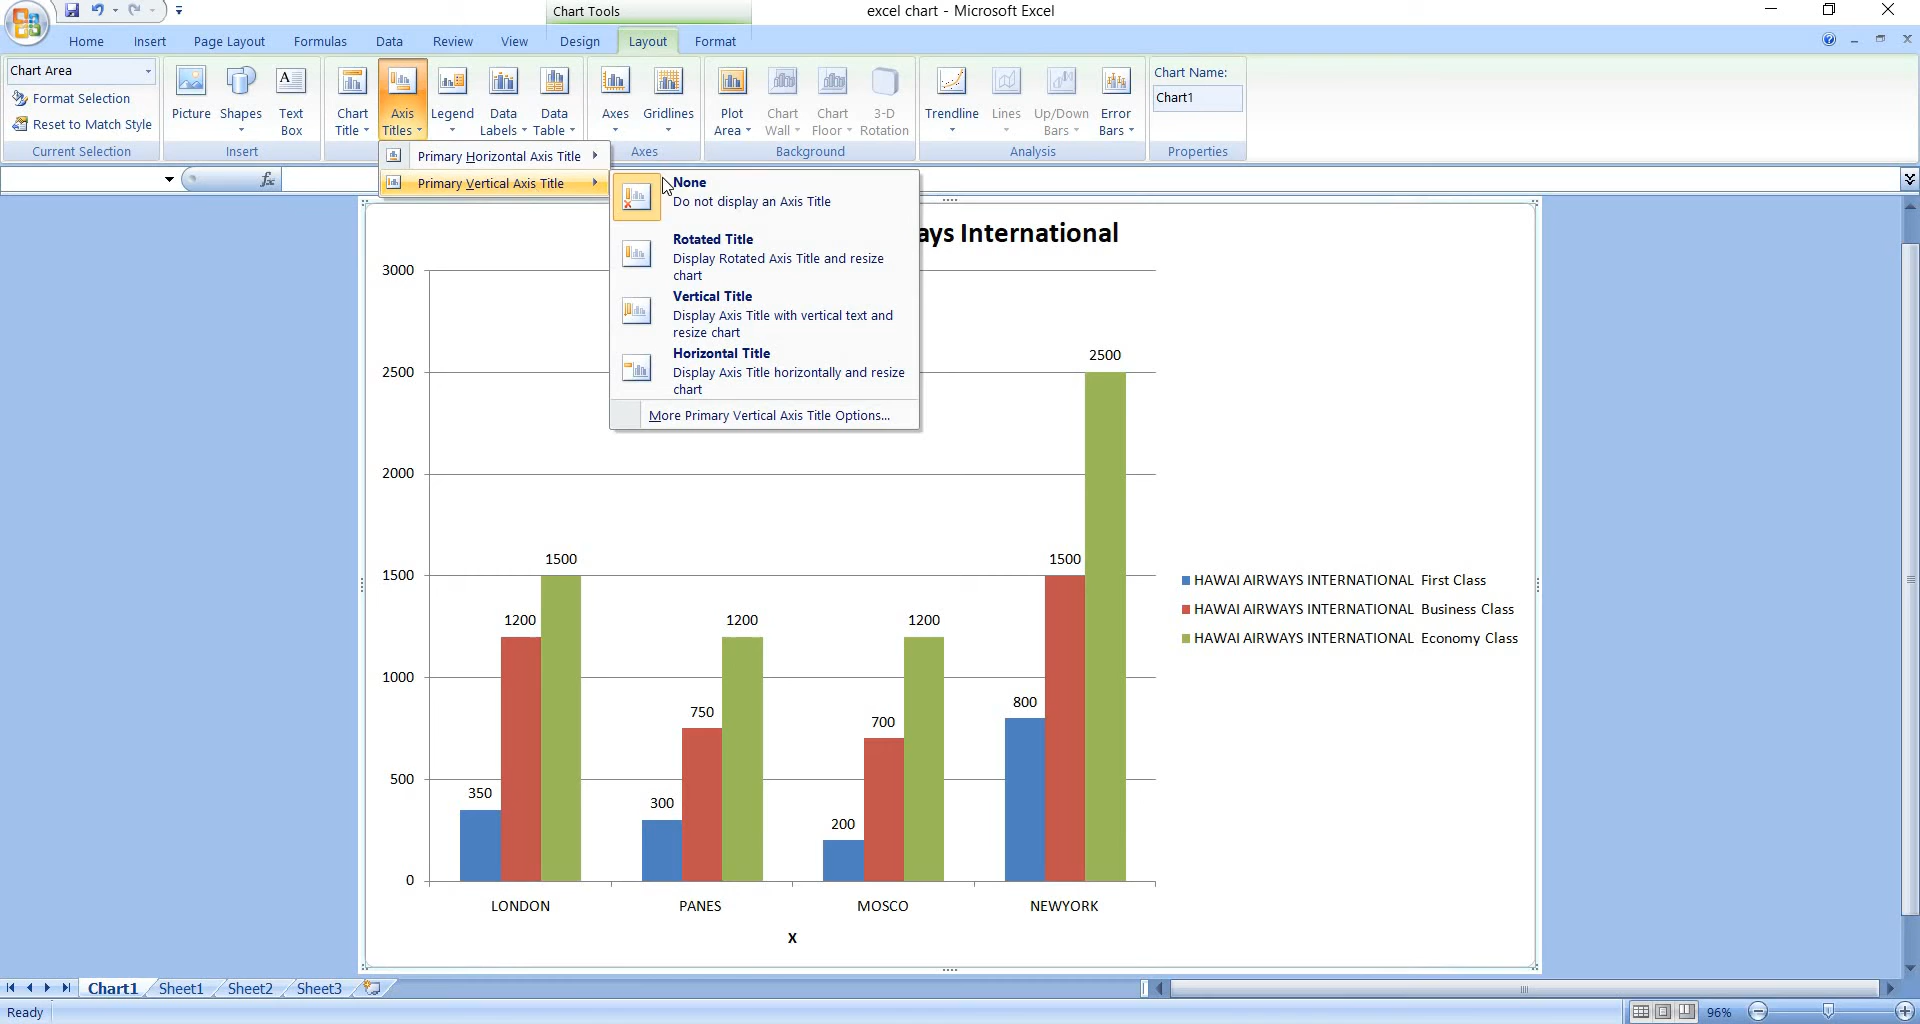 Chart Tools
excel chart - Microsoft Excel
Home Insert Page Layout Formulas Data Review View Design Layout Format
Chart Area
Format Selection
Reset to Match Style
Current Selection
Picture
Shapes
Text Box
Insert
Chart Title
Axis Titles
Legend
Data Labels
Data Table
Axes
Gridlines
Axes
Plot Area
Chart Wall
Chart Floor
3-D Rotation
Background
Trendline
Lines
Up/Down Bars
Error Bars
Analysis
Chart Name:
Chart1
Properties
Primary Horizontal Axis Title
Primary Vertical Axis Title
fx
None
Do not display an Axis Title
Rotated Title
Display Rotated Axis Title and resize
chart
Vertical Title
Display Axis Title with vertical text and
resize chart
Horizontal Title
Display Axis Title horizontally and resize
chart
More Primary Vertical Axis Title Options...
ays International
3000
2500
2000
1500
1000
500
0
350 1200 1500
300 750 1200
200 700 1200
800 1500 2500
LONDON PANES MOSCO NEWYORK
X
HAWAI AIRWAYS INTERNATIONAL First Class
HAWAI AIRWAYS INTERNATIONAL Business Class
HAWAI AIRWAYS INTERNATIONAL Economy Class
Chart1 Sheet1 Sheet2 Sheet3
Ready
96%